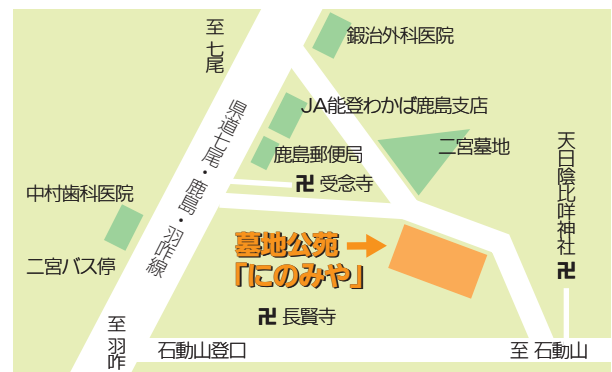 至 七尾
鍛治外科医院
JA能登わかば鹿島支店
県道七尾・鹿島・羽咋線
鹿島郵便局
二宮墓地
天日陰比咩神社
卍
卍 受念寺
中村歯科医院
墓地公苑
「にのみや」
二宮バス停
卍 長賢寺
至 羽咋
石動山登口
至 石動山